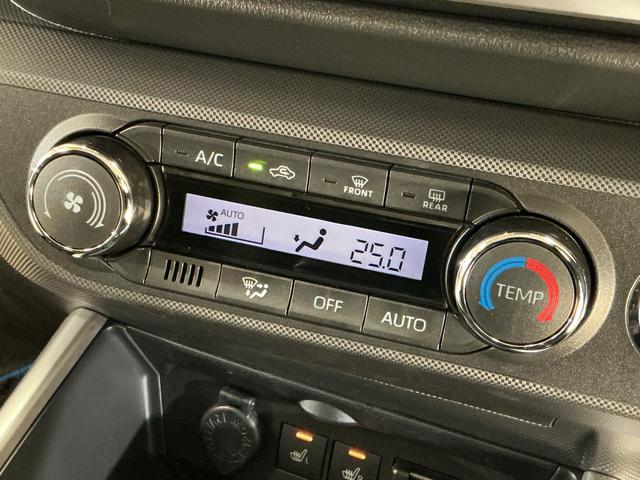 A/C
FRONT
REAR
AUTO
25.0
OFF
AUTO
TEMP
L
R